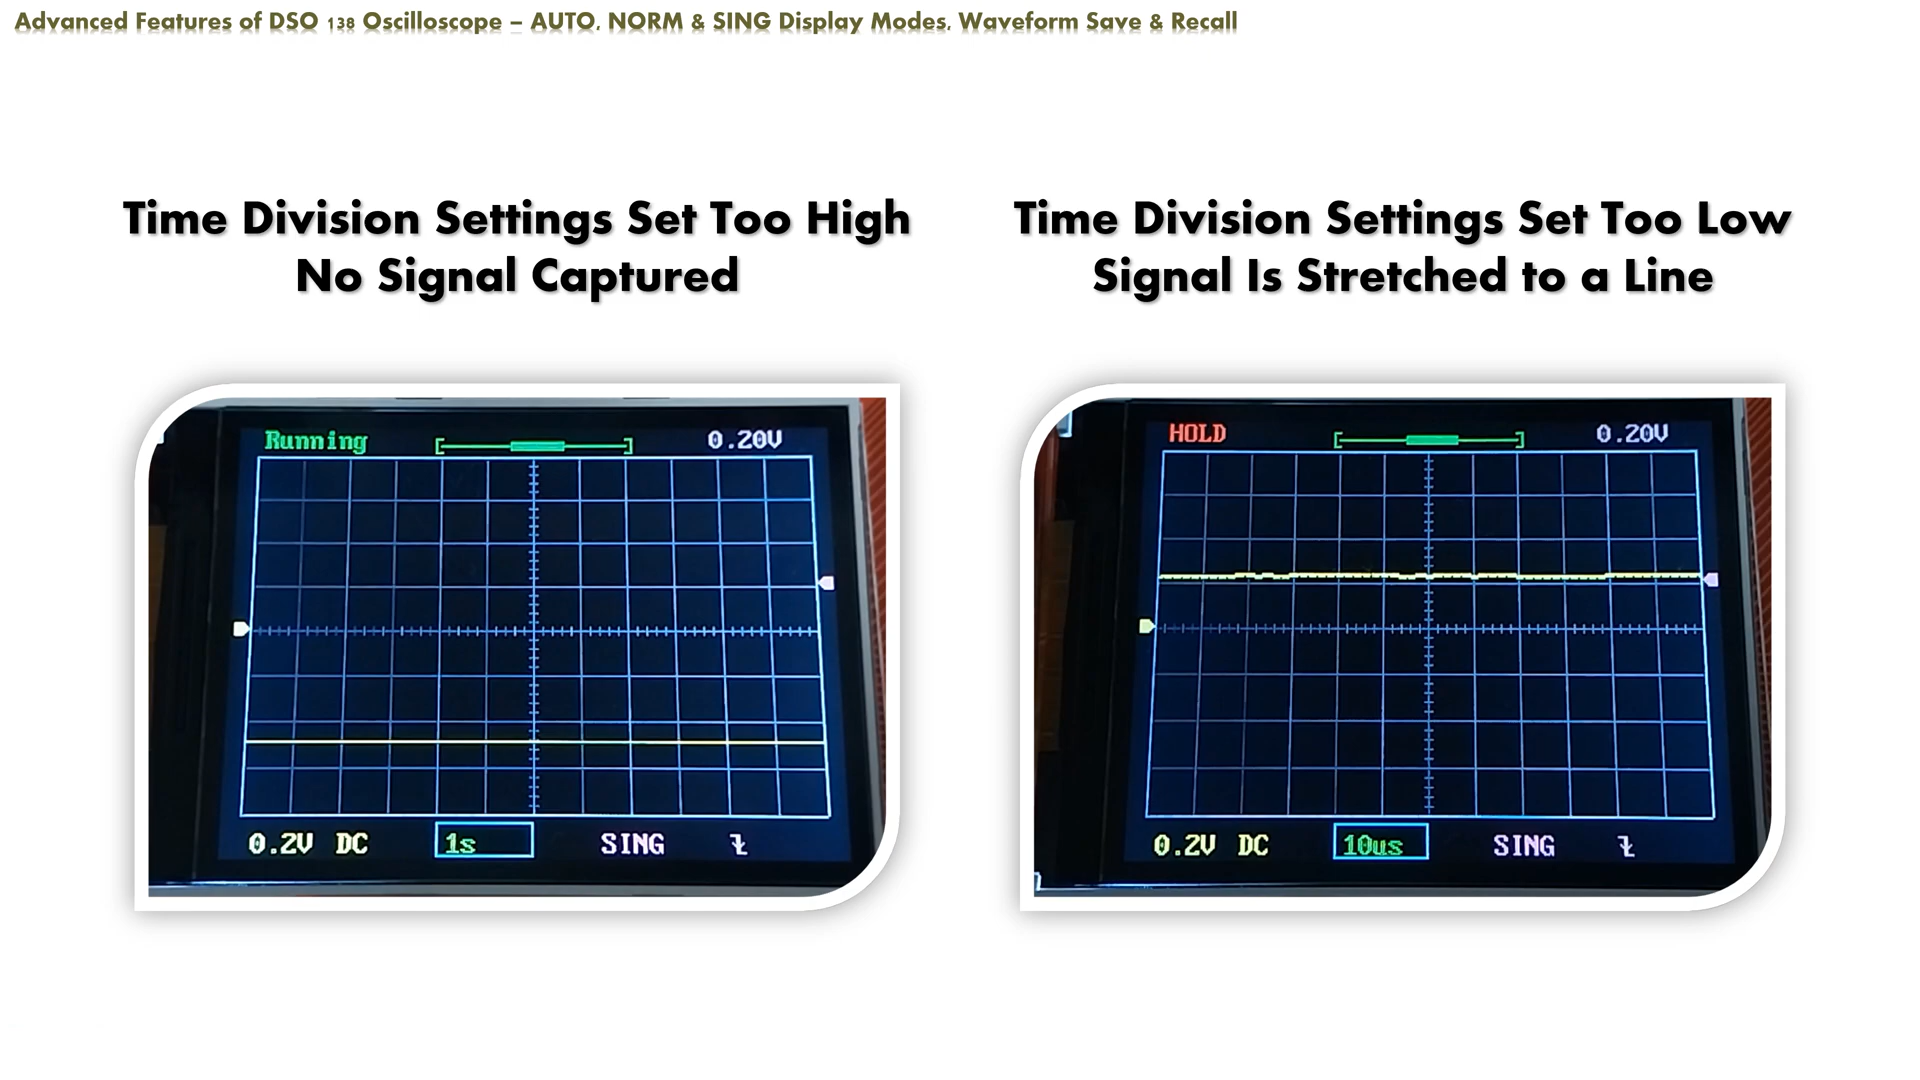 Advanced Features of DSO 138 Oscilloscope – AUTO, NORM & SING Display Modes, Waveform Save & Recall
Time Division Settings Set Too High
No Signal Captured
Time Division Settings Set Too Low
Signal Is Stretched to a Line
Running 0.20V
0.2V DC 1s SING
HOLD 0.20V
0.2V DC 10us SING